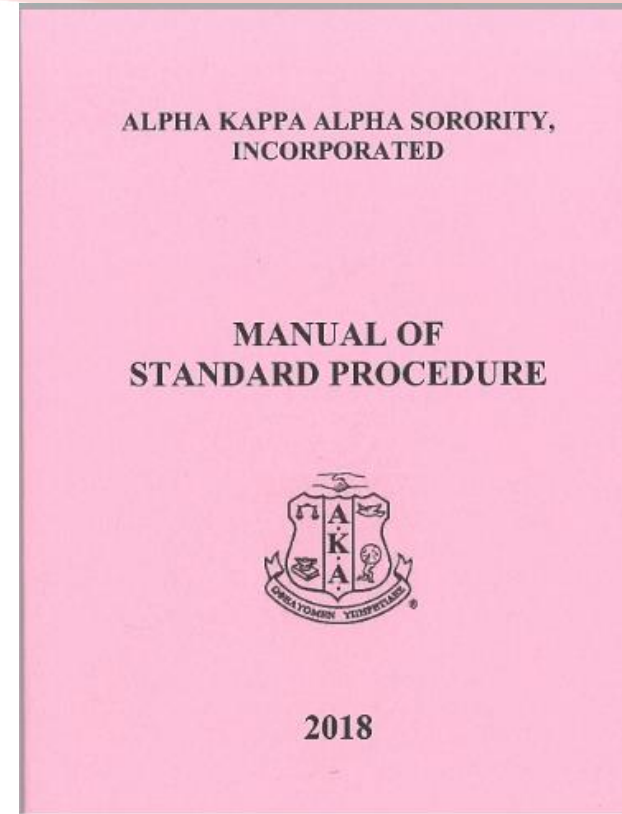 ALPHA KAPPA ALPHA SORORITY,
INCORPORATED
MANUAL OF
STANDARD PROCEDURE
A
K
A
®
2018